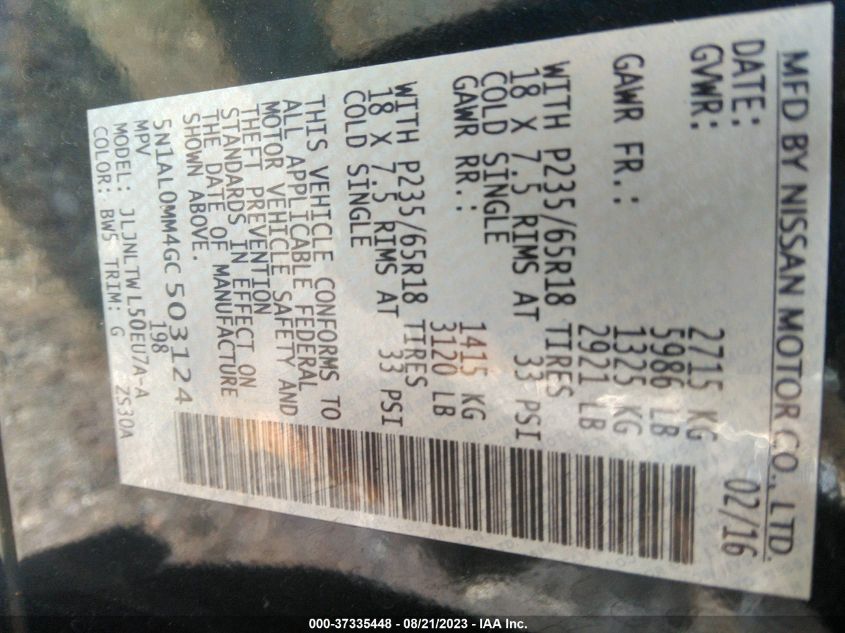 MFD BY NISSAN MOTOR CO., LTD.
DATE: 02/16
GVWR: 2715 KG
5986 LB
GAWR FR.: 1325 KG
2921 LB
WITH P235/65R18 TIRES
18 X 7.5 RIMS AT 33 PSI
COLD SINGLE
GAWR RR.: 1415 KG
3120 LB
WITH P235/65R18 TIRES
18 X 7.5 RIMS AT 33 PSI
COLD SINGLE
THIS VEHICLE CONFORMS TO
ALL APPLICABLE FEDERAL
MOTOR VEHICLE SAFETY AND
THEFT PREVENTION
STANDARDS IN EFFECT ON
THE DATE OF MANUFACTURE
SHOWN ABOVE.
5N1AL0MM4GC503124
MPV 198
MODEL: JLJNLTWL50EU7A-A
COLOR: BW5 TRIM: G ZS30A
000-37335448 - 08/21/2023 - IAA Inc.